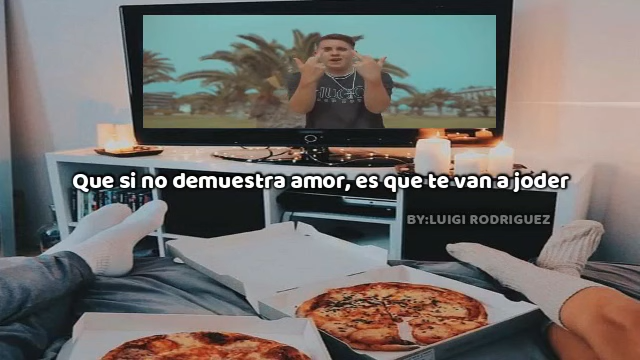 Que si no demuestra amor, es que te van a joder
BY:LUIGI RODRIGUEZ